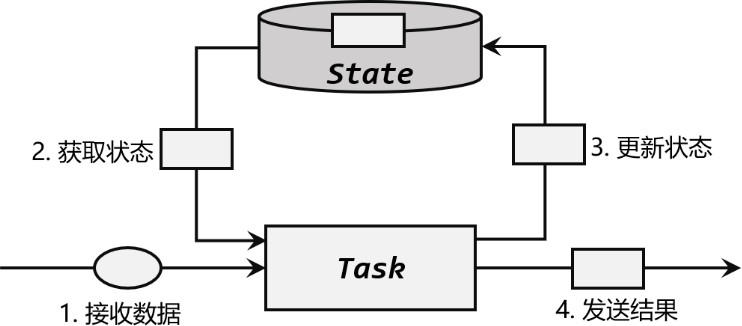 State
2. 获取状态
3. 更新状态
Task
1. 接收数据
4. 发送结果